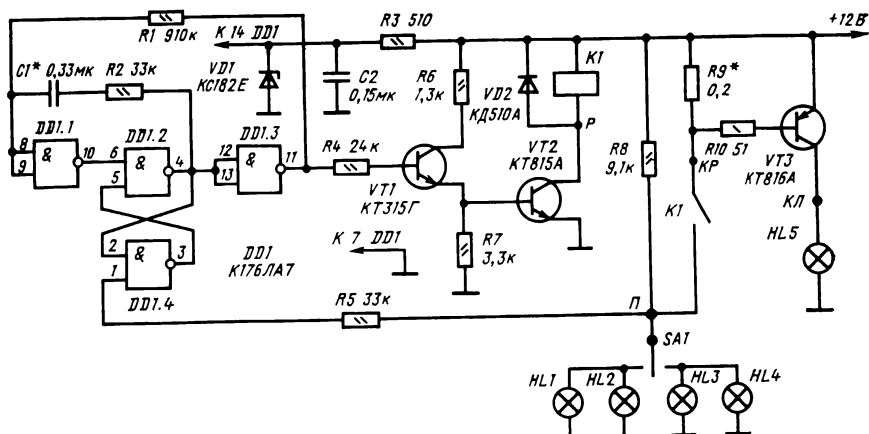 R1 910к
К 14 DD1
R3 510
+12В
C1* 0,33мк
R2 33к
VD1
КС182Е
C2
0,15мк
R6
1,3к
VD2
КД510А
K1
R9*
0,2
DD1.1
DD1.2
DD1.3
8
9
&
10
6
5
&
4
12
13
&
11
R4 24к
VT1
КТ315Г
P
VT2
КТ815А
R8
9,1к
R10 51
КР
VT3
КТ816А
K1
КЛ
HL5
2
1
&
3
DD1.4
DD1
К176ЛА7
К 7 DD1
R7
3,3к
R5 33к
П
SA1
HL1
HL2
HL3
HL4